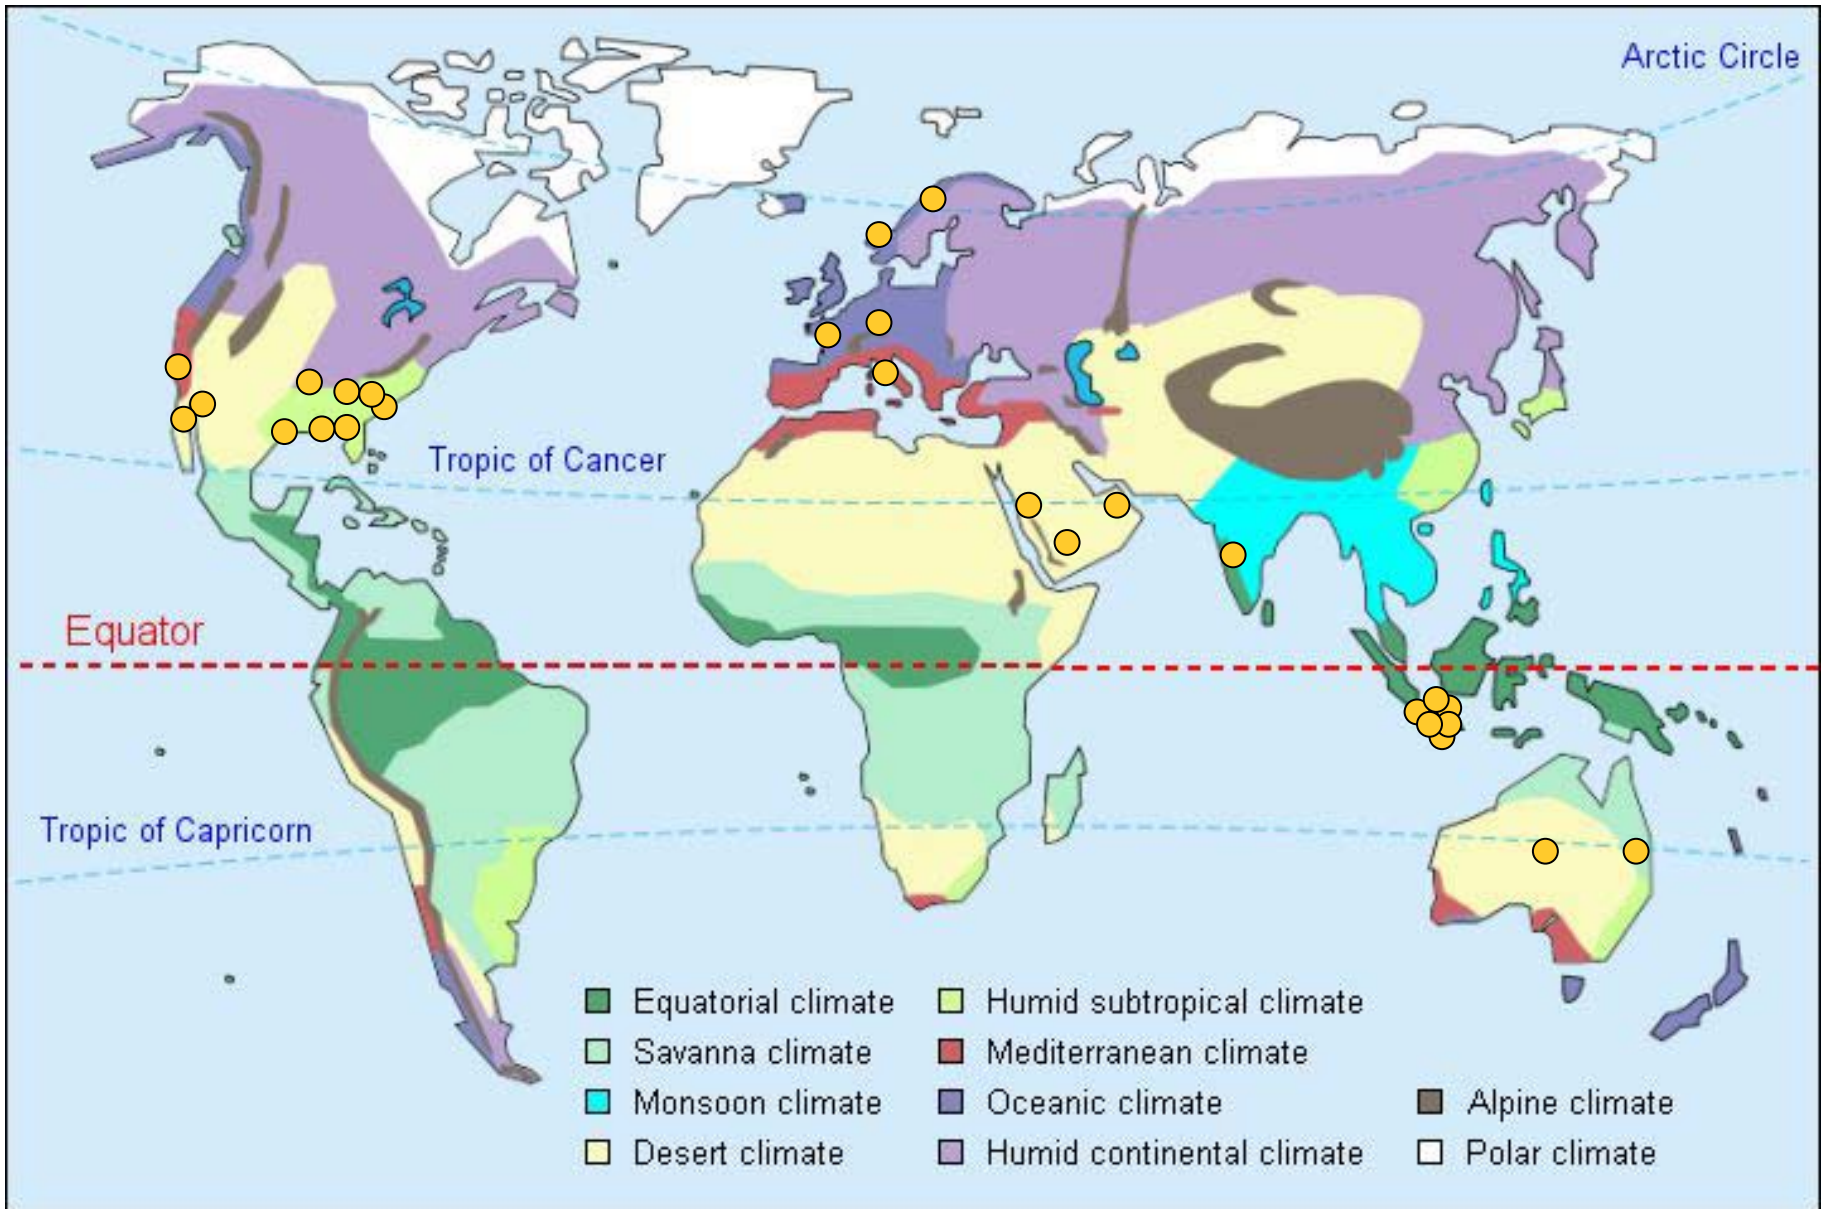 Arctic Circle
Tropic of Cancer
Equator
Tropic of Capricorn
Equatorial climate
Savanna climate
Monsoon climate
Desert climate
Humid subtropical climate
Mediterranean climate
Oceanic climate
Humid continental climate
Alpine climate
Polar climate